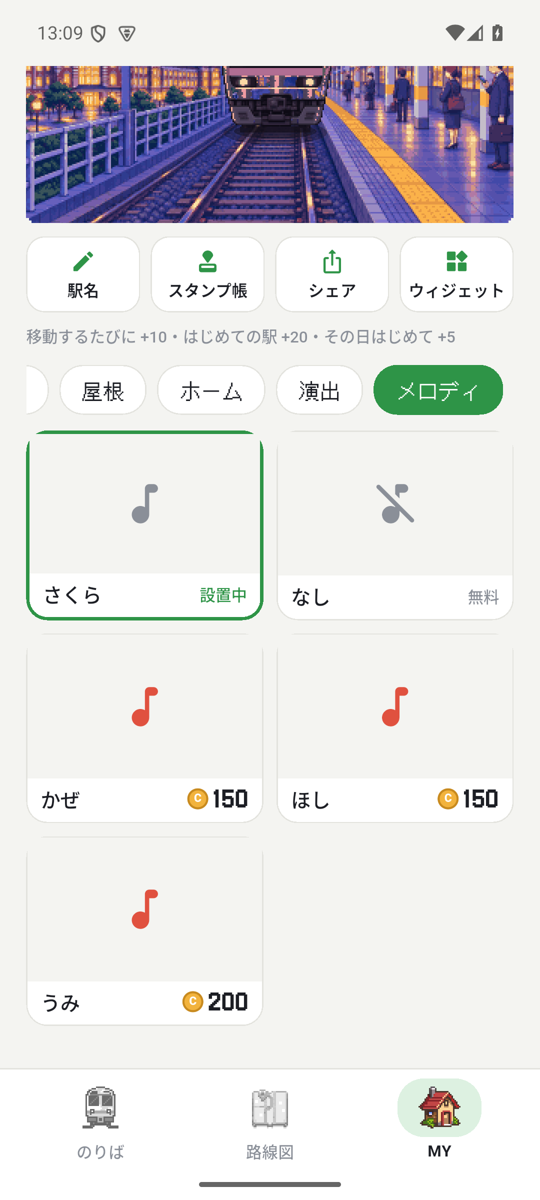 13:09
駅名 スタンプ帳 シェア ウィジェット
移動するたびに +10・はじめての駅 +20・その日はじめて +5
屋根 ホーム 演出 メロディ
さくら 設置中 なし 無料
かぜ C 150 ほし C 150
うみ C 200
のりば 路線図 MY